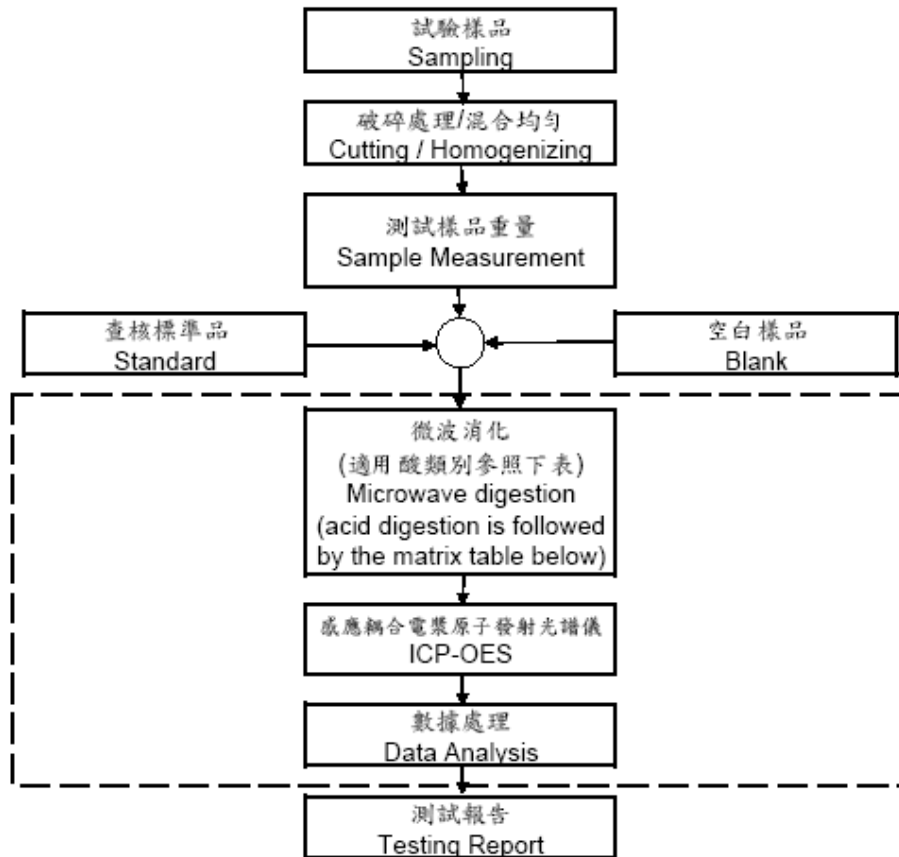 試驗樣品
Sampling
破碎處理/混合均勻
Cutting / Homogenizing
測試樣品重量
Sample Measurement
查核標準品
Standard
空白樣品
Blank
微波消化
(適用酸類別參照下表)
Microwave digestion
(acid digestion is followed
by the matrix table below)
感應耦合電漿原子發射光譜儀
ICP-OES
數據處理
Data Analysis
測試報告
Testing Report